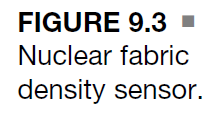 FIGURE 9.3 ■
Nuclear fabric
density sensor.